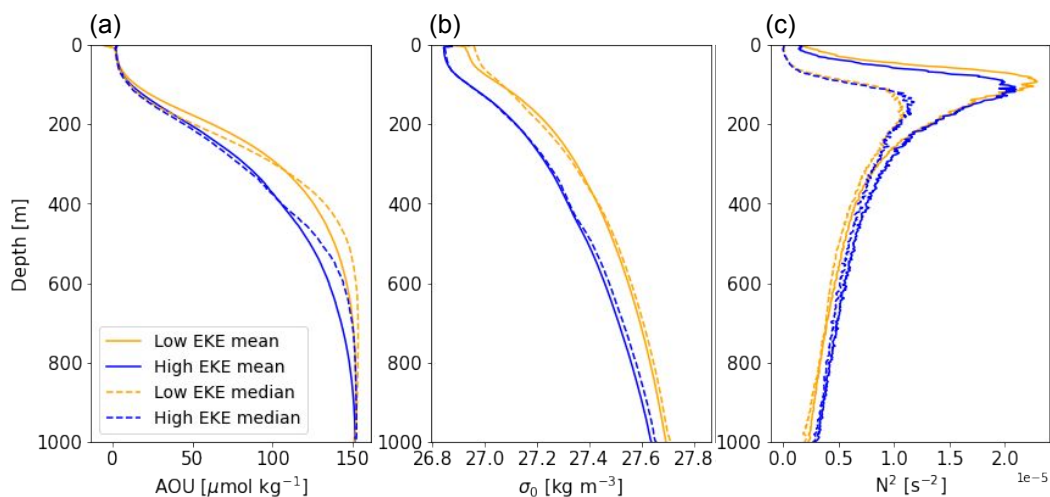 (a) (b) (c)
0 0 0
200 200 200
400 400 400
600 600 600
800 800 800
1000 1000 1000
Depth [m]
Low EKE mean
High EKE mean
Low EKE median
High EKE median
0 50 100 150
26.8 27.0 27.2 27.4 27.6 27.8
0.0 0.5 1.0 1.5 2.0
1e-5
AOU [μmol kg⁻¹]
σ₀ [kg m⁻³]
N² [s⁻²]